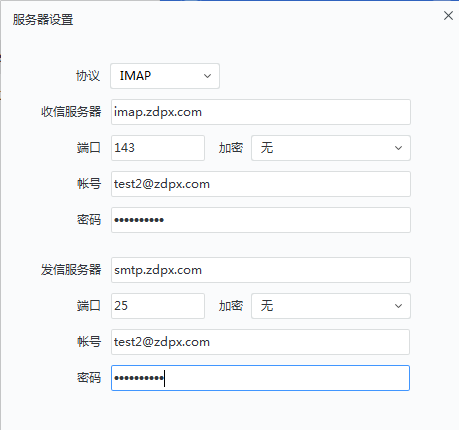 服务器设置
协议 IMAP
收信服务器 imap.zdpx.com
端口 143 加密 无
帐号 test2@zdpx.com
密码 ••••••••••
发信服务器 smtp.zdpx.com
端口 25 加密 无
帐号 test2@zdpx.com
密码 ••••••••••